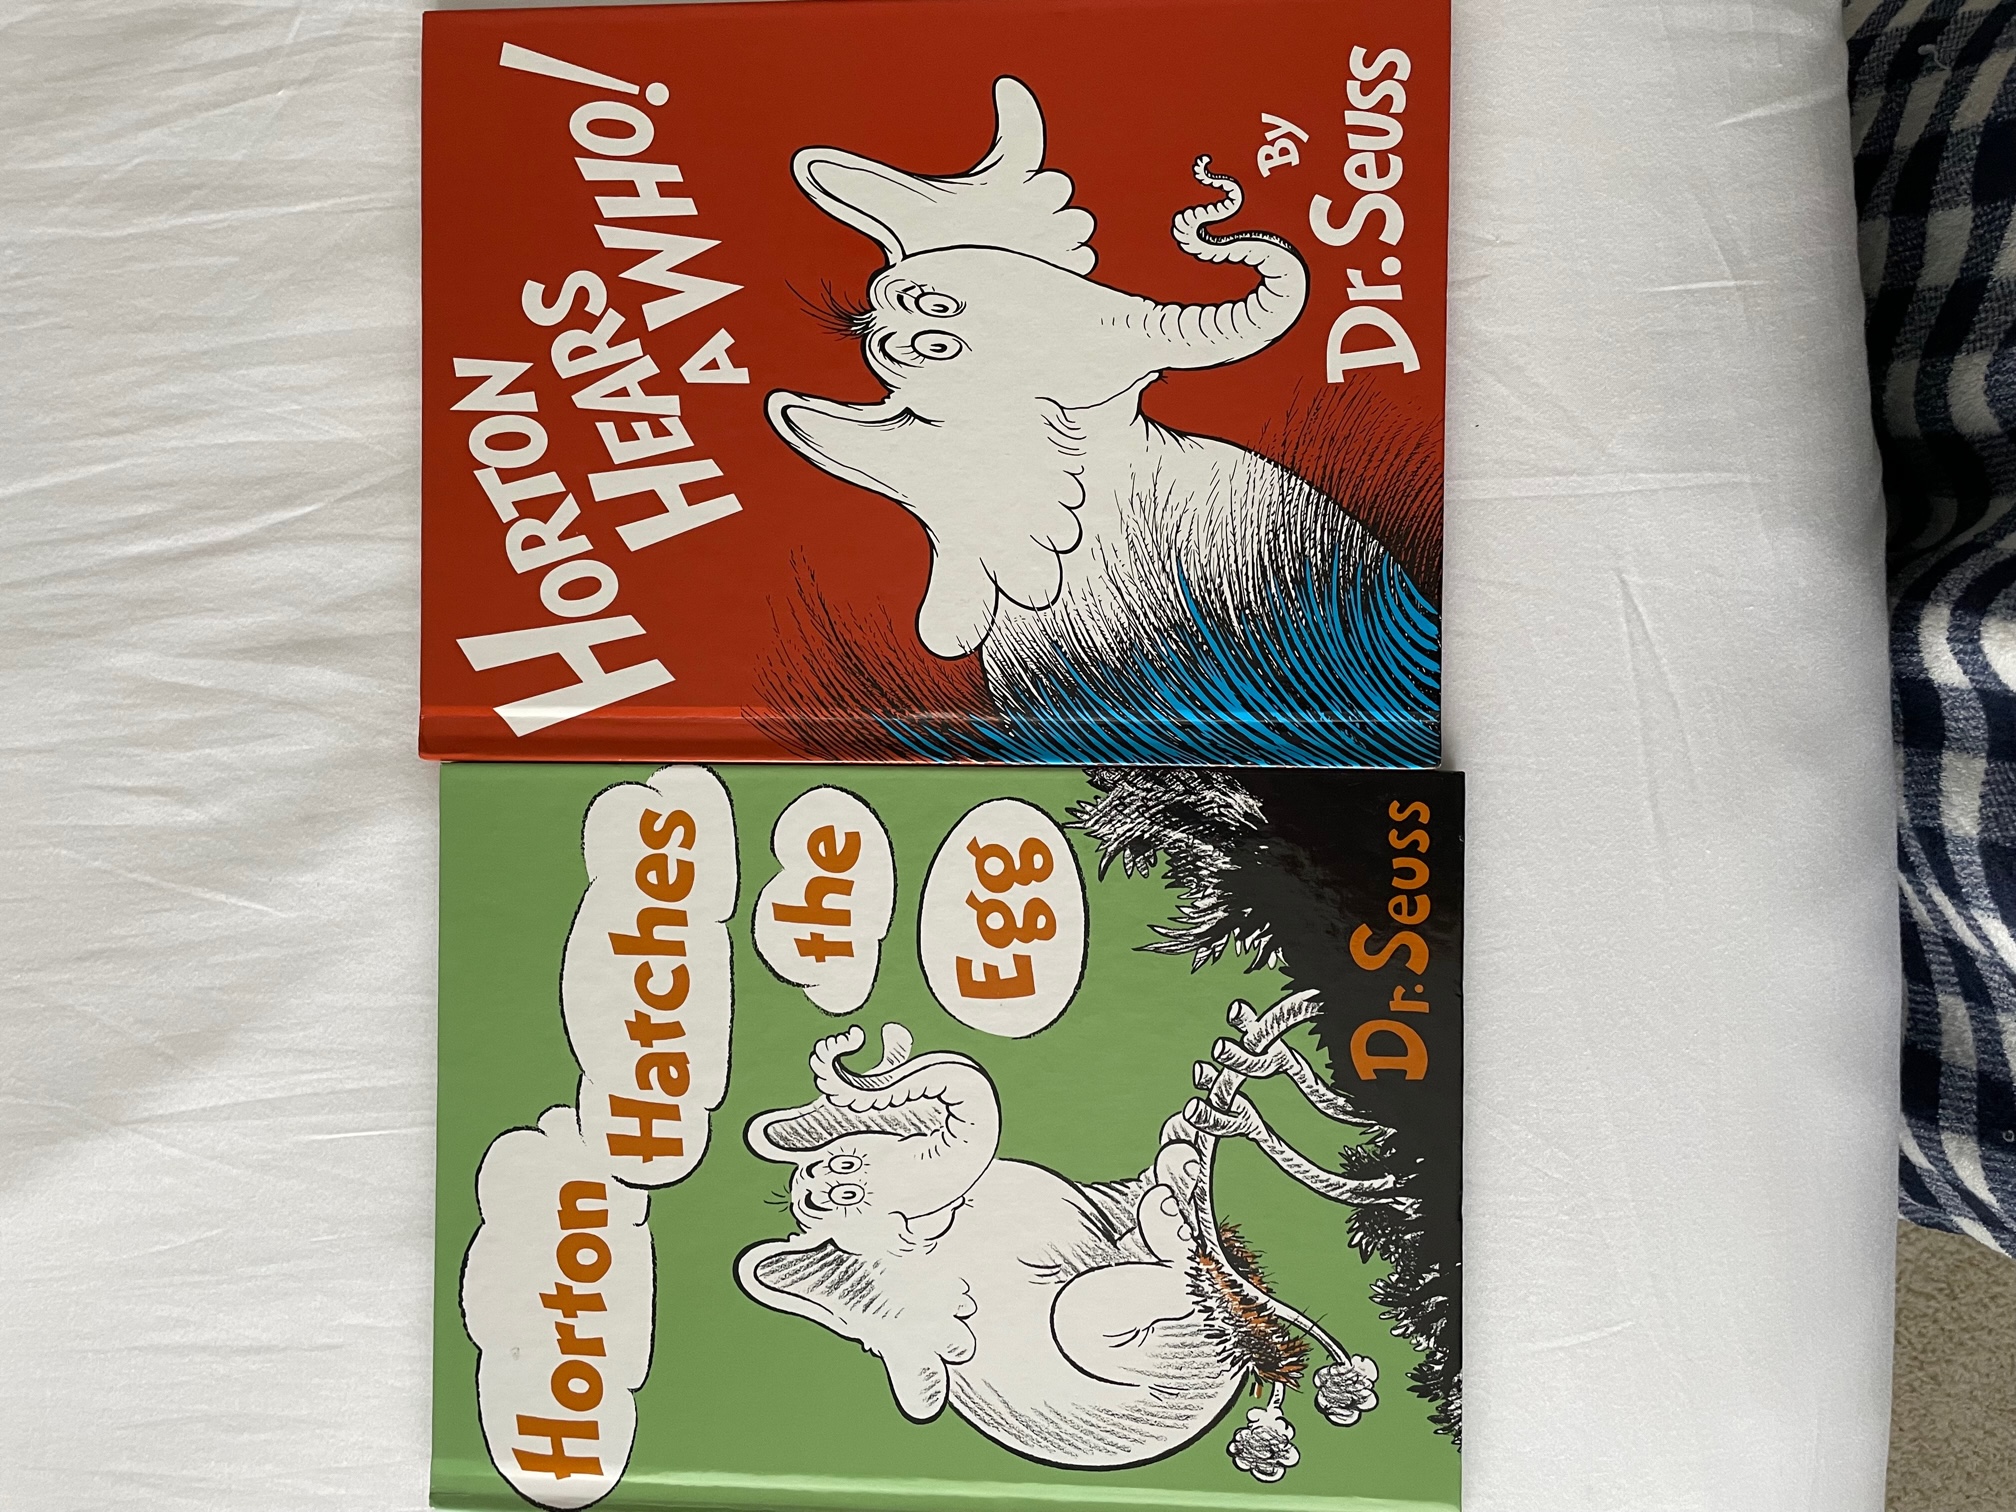 Horton
Hatches
the
Egg
Dr. Seuss
HORTON
HEARS
A WHO!
By
Dr. Seuss